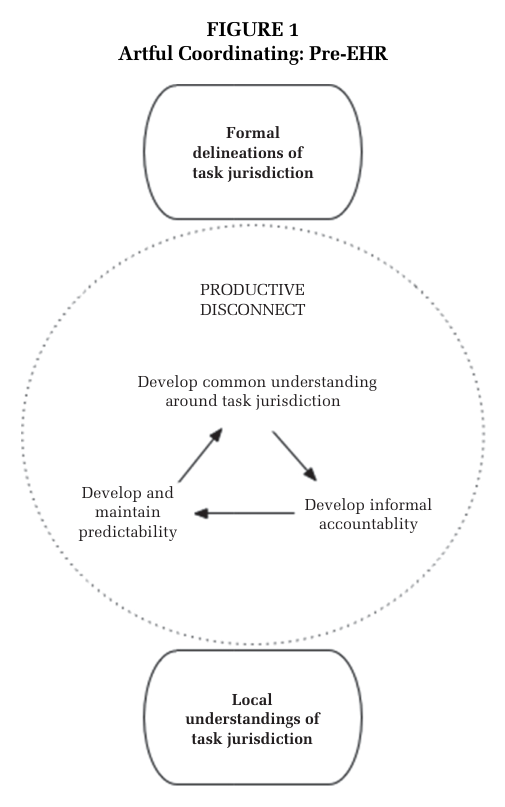 FIGURE 1
Artful Coordinating: Pre-EHR
Formal
delineations of
task jurisdiction
PRODUCTIVE
DISCONNECT
Develop common understanding
around task jurisdiction
Develop and
maintain
predictability
Develop informal
accountablity
Local
understandings of
task jurisdiction